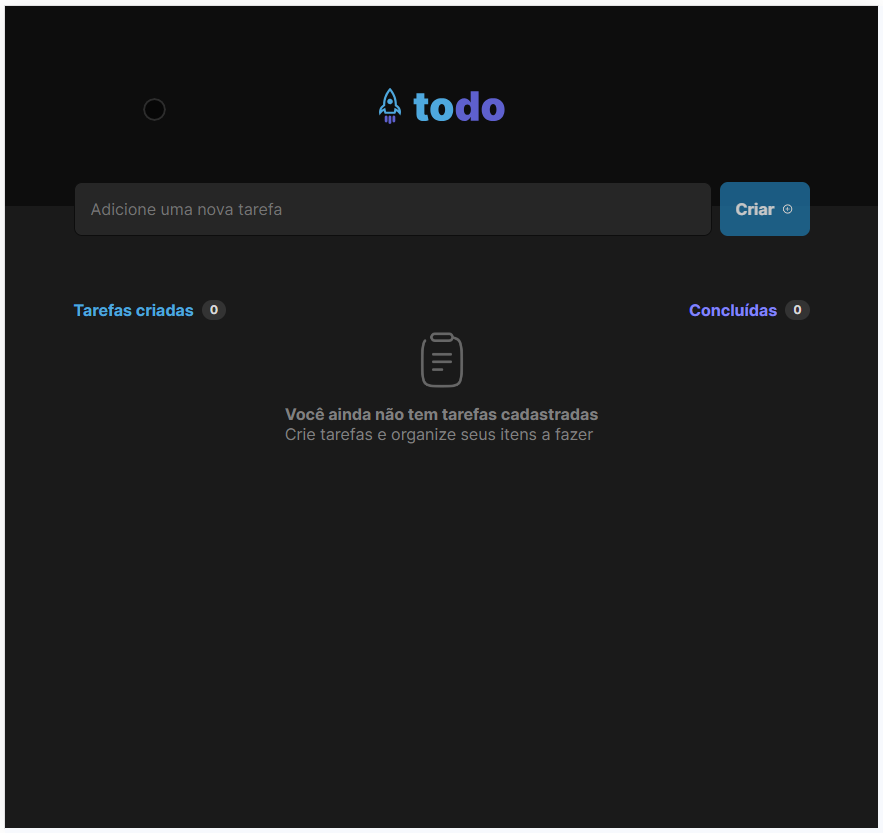 todo
Adicione uma nova tarefa
Criar
Tarefas criadas 0
Concluídas 0
Você ainda não tem tarefas cadastradas
Crie tarefas e organize seus itens a fazer